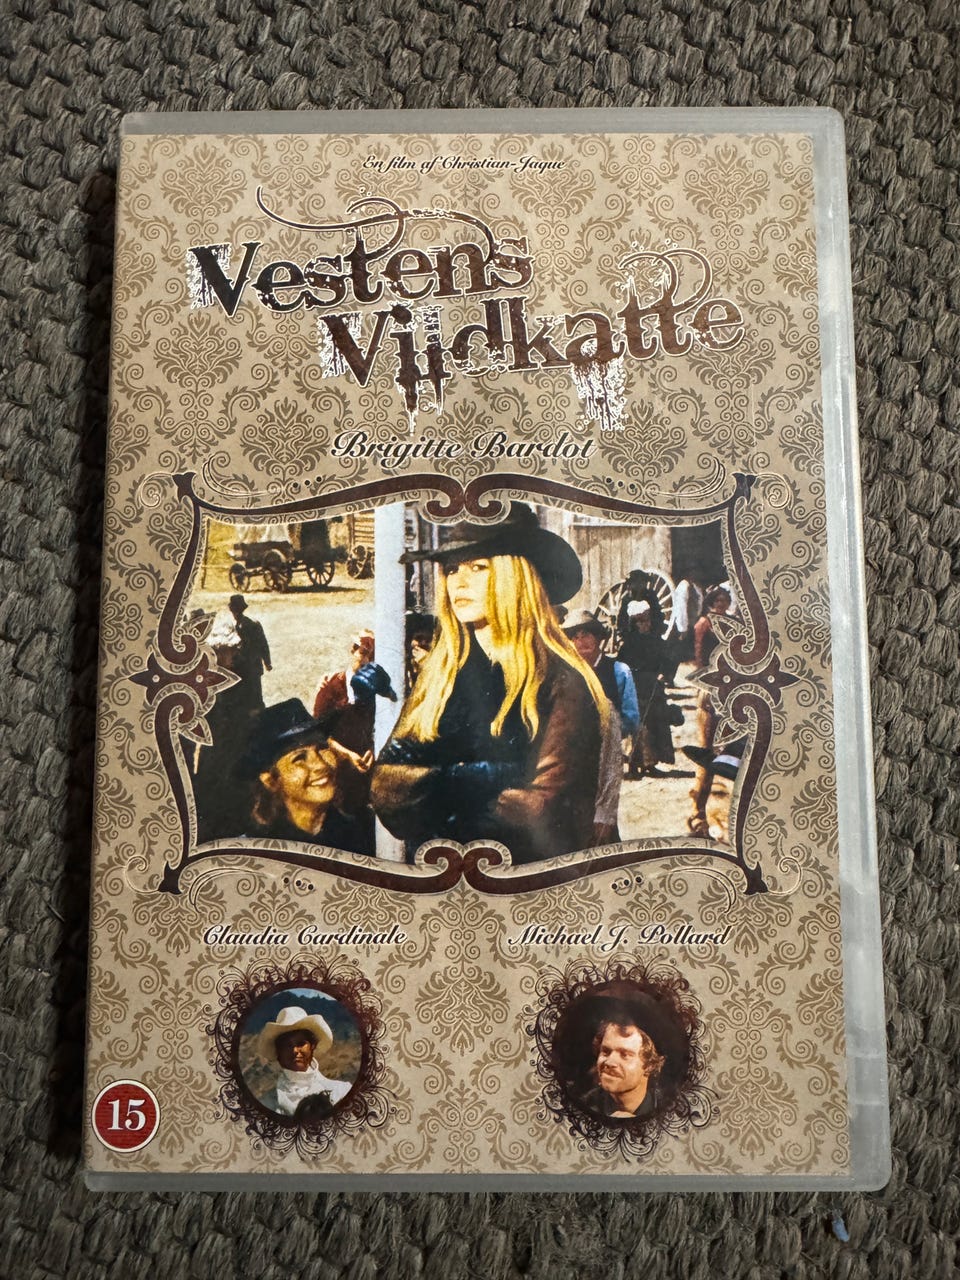 En film af Christian-Jaque
Vestens
Vildkatte
Brigitte Bardot
Claudia Cardinale
Michael J. Pollard
15